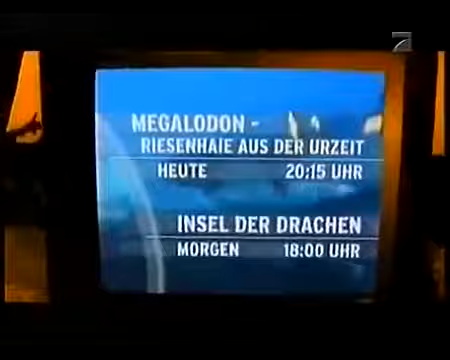 MEGALODON -
RIESENHAIE AUS DER URZEIT
HEUTE 20:15 UHR
INSEL DER DRACHEN
MORGEN 18:00 UHR